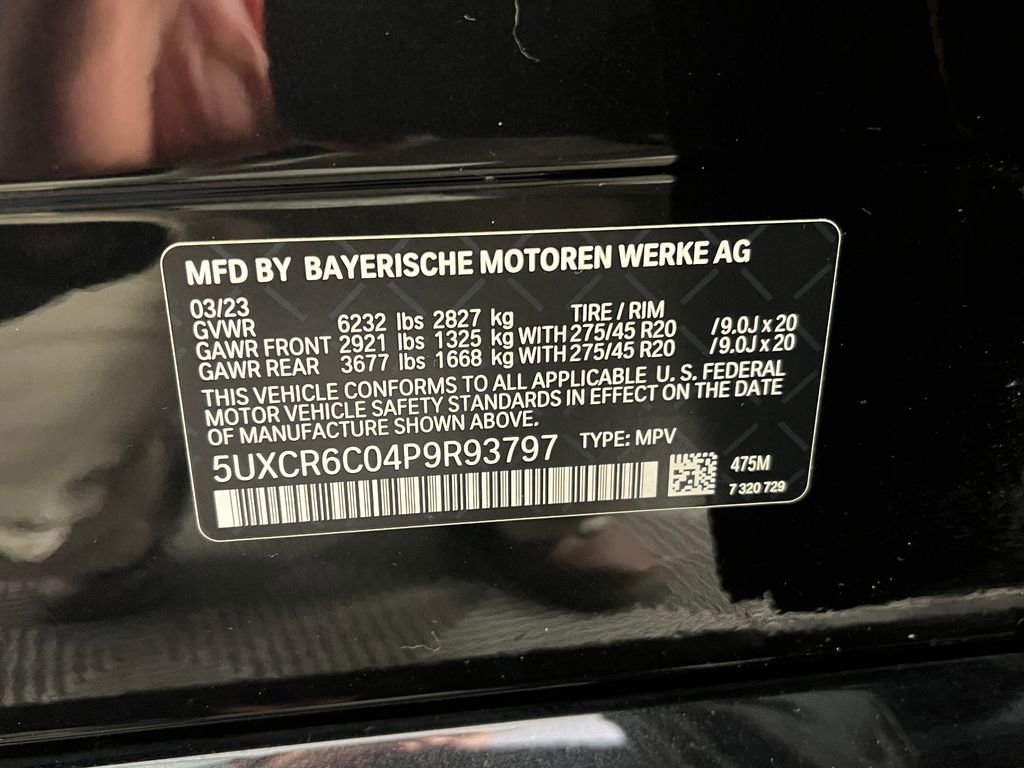 MFD BY BAYERISCHE MOTOREN WERKE AG
03/23 TIRE / RIM
GVWR 6232 lbs 2827 kg
GAWR FRONT 2921 lbs 1325 kg WITH 275/45 R20 / 9.0J x 20
GAWR REAR 3677 lbs 1668 kg WITH 275/45 R20 / 9.0J x 20
THIS VEHICLE CONFORMS TO ALL APPLICABLE U. S. FEDERAL
MOTOR VEHICLE SAFETY STANDARDS IN EFFECT ON THE DATE
OF MANUFACTURE SHOWN ABOVE.
5UXCR6C04P9R93797 TYPE: MPV
475M
7 320 729